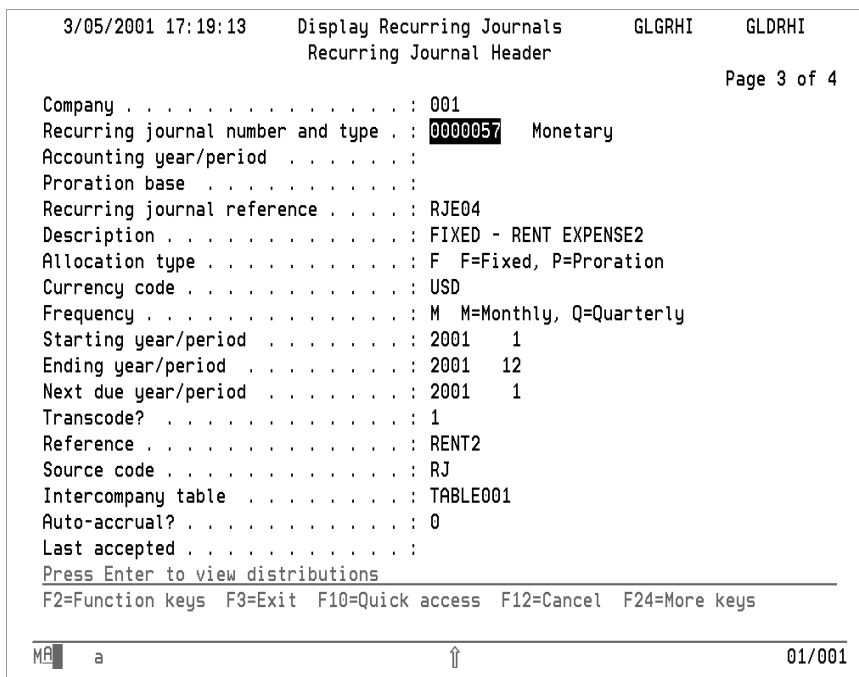 3/05/2001 17:19:13 Display Recurring Journals GLGRHI GLDRHI
Recurring Journal Header
Page 3 of 4
Company . . . . . . . . . . . . . . : 001
Recurring journal number and type . : 0000057 Monetary
Accounting year/period . . . . . . :
Proration base . . . . . . . . . . :
Recurring journal reference . . . . : RJE04
Description . . . . . . . . . . . . : FIXED - RENT EXPENSE2
Allocation type . . . . . . . . . . : F F=Fixed, P=Proration
Currency code . . . . . . . . . . . : USD
Frequency . . . . . . . . . . . . . : M M=Monthly, Q=Quarterly
Starting year/period . . . . . . . : 2001 1
Ending year/period . . . . . . . . : 2001 12
Next due year/period . . . . . . . : 2001 1
Transcode? . . . . . . . . . . . . : 1
Reference . . . . . . . . . . . . . : RENT2
Source code . . . . . . . . . . . . : RJ
Intercompany table . . . . . . . . : TABLE001
Auto-accrual? . . . . . . . . . . . : 0
Last accepted . . . . . . . . . . . :
Press Enter to view distributions
F2=Function keys F3=Exit F10=Quick access F12=Cancel F24=More keys
MA a ⇧ 01/001